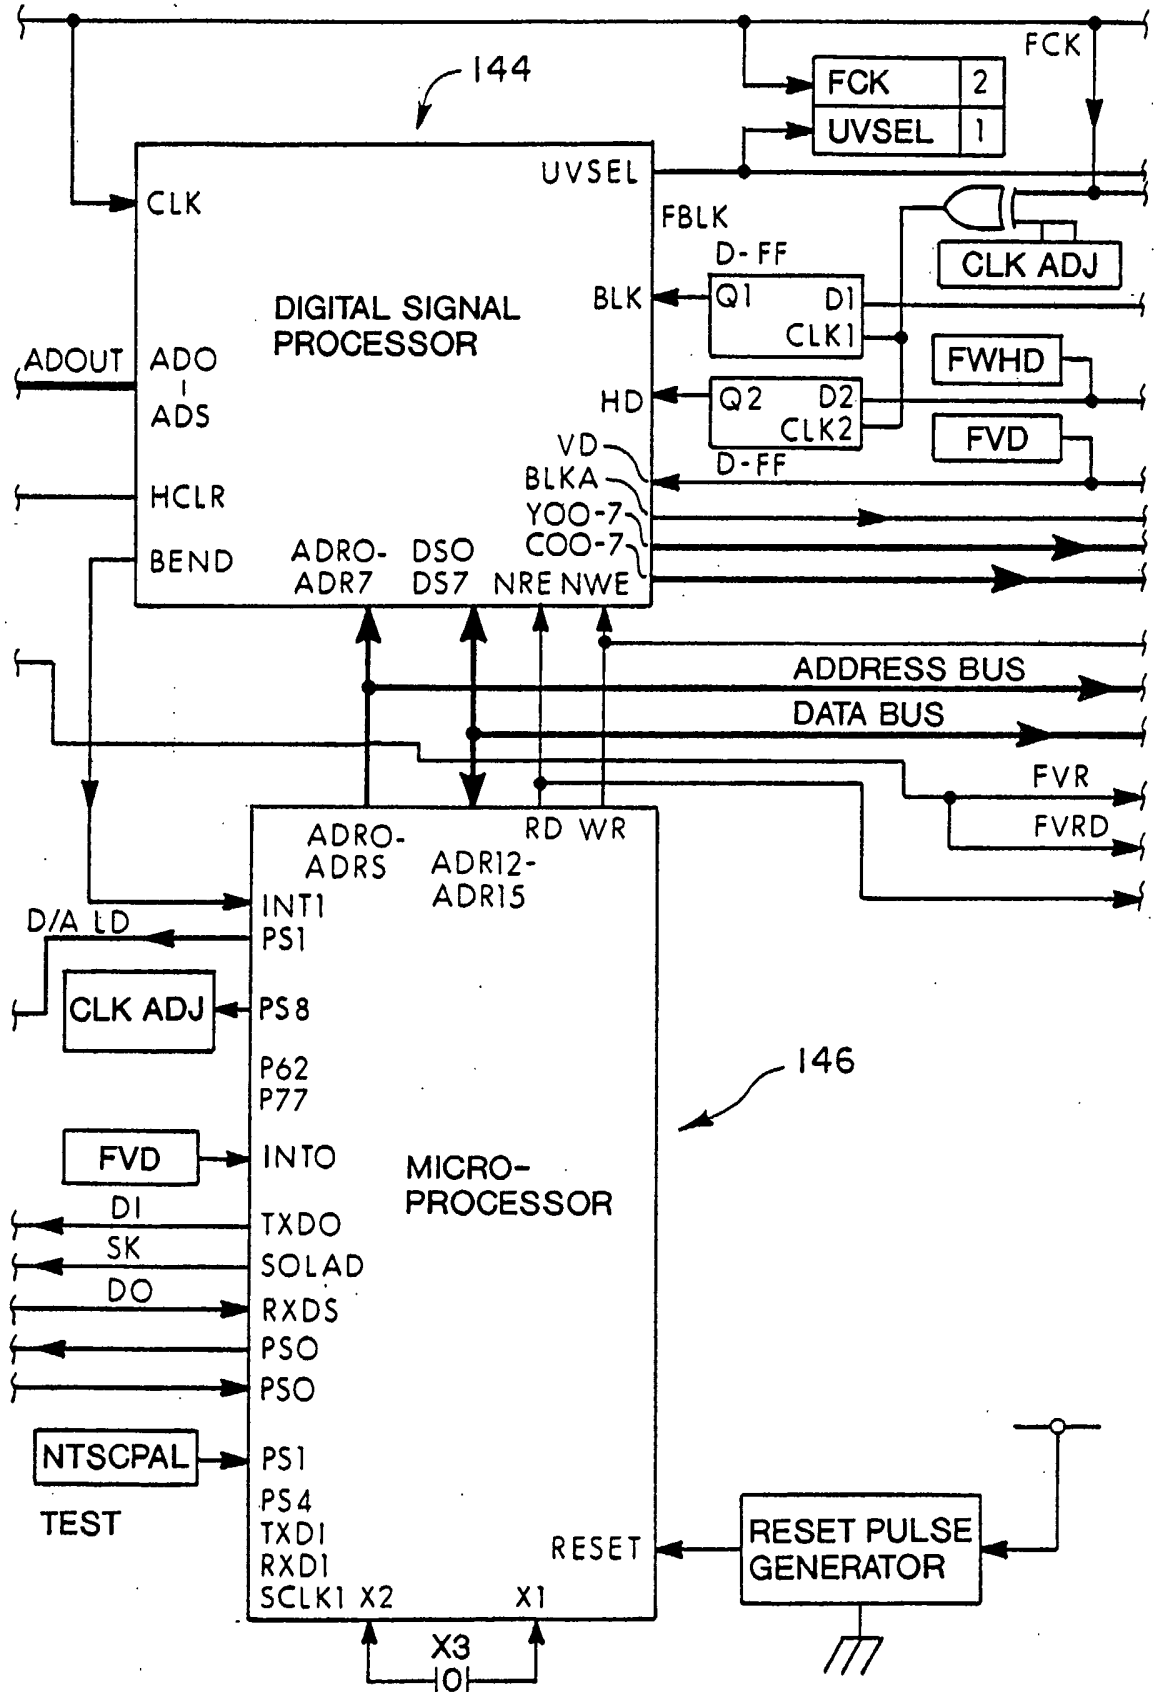 FCK
144
FCK 2
UVSEL 1
UVSEL
CLK
FBLK
CLK ADJ
D-FF
BLK
Q1 D1
CLK1
DIGITAL SIGNAL
PROCESSOR
ADOUT
ADO
ADS
FWHD
HD
Q2 D2
CLK2
FVD
VD
D-FF
BLKA
HCLR
YOO-7
COO-7
BEND
ADRO-
ADR7
DSO
DS7
NRE NWE
ADDRESS BUS
DATA BUS
FVR
FVRD
ADRO-
ADRS
ADR12-
ADR15
RD WR
INT1
D/A LD
PS1
CLK ADJ
PS8
146
P62
P77
FVD
INTO
MICRO-
PROCESSOR
DI
TXDO
SK
SOLAD
DO
RXDS
PSO
PSO
NTSCPAL
PS1
TEST
PS4
TXD1
RXD1
SCLK1 X2
X1
RESET
RESET PULSE
GENERATOR
X3